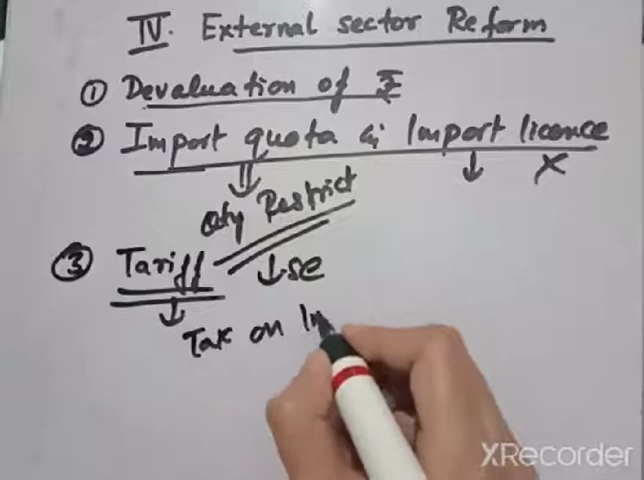 IV. External sector Reform
① Devaluation of ₹
② Import quota & Import licence
↓ ↓ X
Qty Restrict
③ Tariff ↓se
↓
Tax on Im
XRecorder